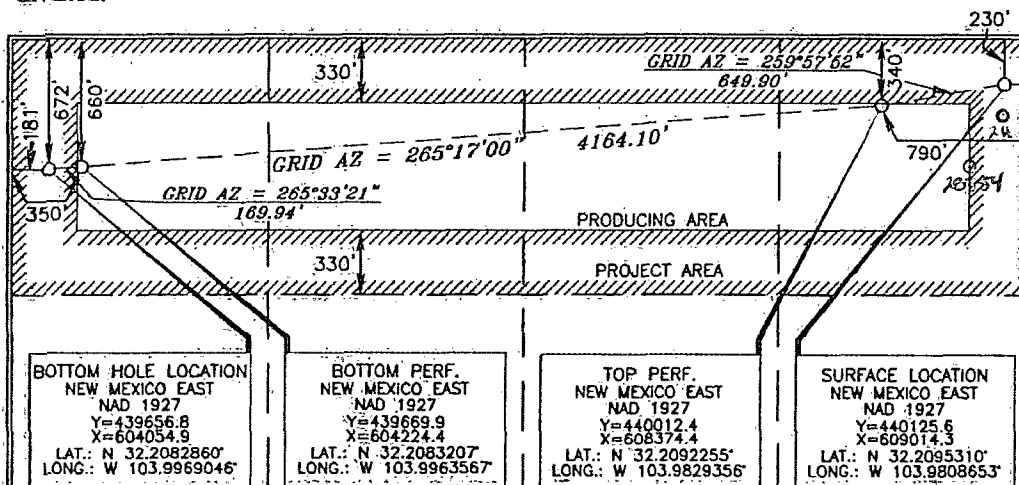 230'
330'
GRID AZ = 259°57'62"
649.90'
340'
181'
672'
660'
GRID AZ = 265°17'00"
4164.10'
790'
350'
GRID AZ = 265°33'21"
169.94'
PRODUCING AREA
330'
PROJECT AREA
BOTTOM HOLE LOCATION
NEW MEXICO EAST
NAD 1927
Y=439656.8
X=604054.9
LAT.: N 32.2082860°
LONG.: W 103.9969046°
BOTTOM PERF.
NEW MEXICO EAST
NAD 1927
Y=439669.9
X=604224.4
LAT.: N 32.2083207°
LONG.: W 103.9963567°
TOP PERF.
NEW MEXICO EAST
NAD 1927
Y=440012.4
X=608374.4
LAT.: N 32.2092255°
LONG.: W 103.9829356°
SURFACE LOCATION
NEW MEXICO EAST
NAD 1927
Y=440125.6
X=609014.3
LAT.: N 32.2095310°
LONG.: W 103.9808653°